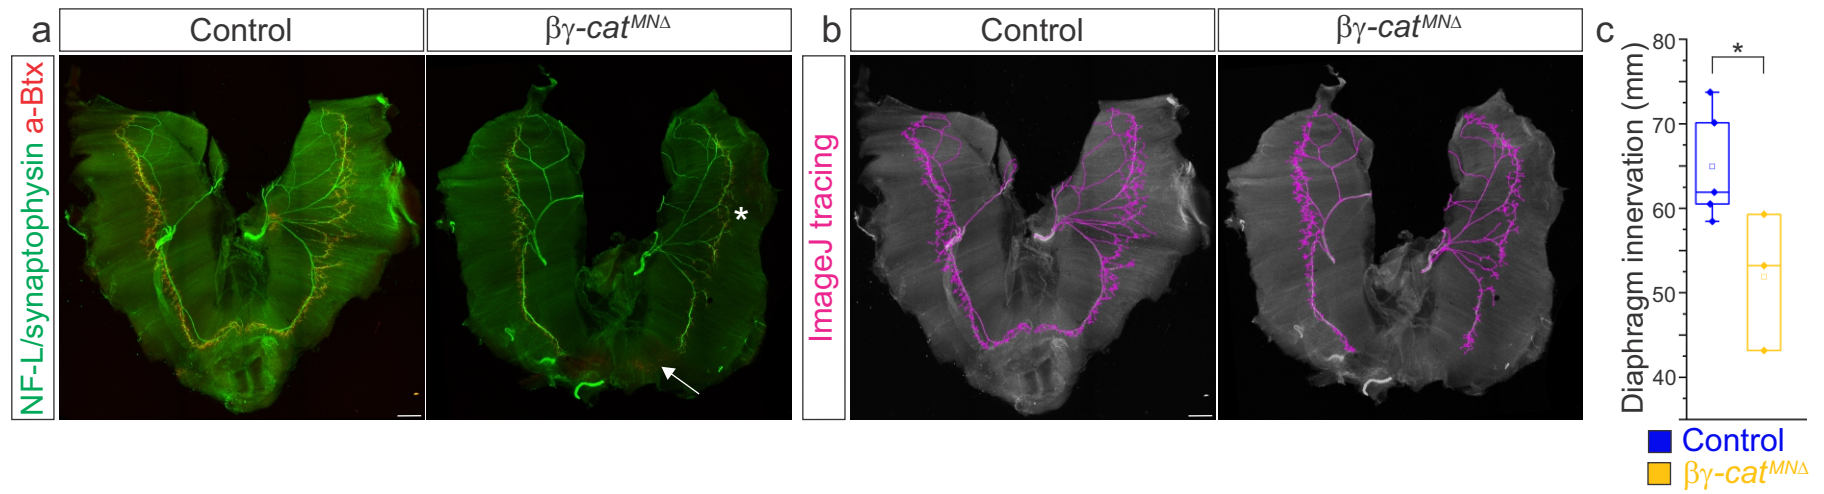 a
Control
βγ-cat^MNΔ
NF-L/synaptophysin a-Btx
*
b
Control
βγ-cat^MNΔ
ImageJ tracing
c
Diaphragm innervation (mm)
80
70
60
50
40
*
Control
βγ-cat^MNΔ